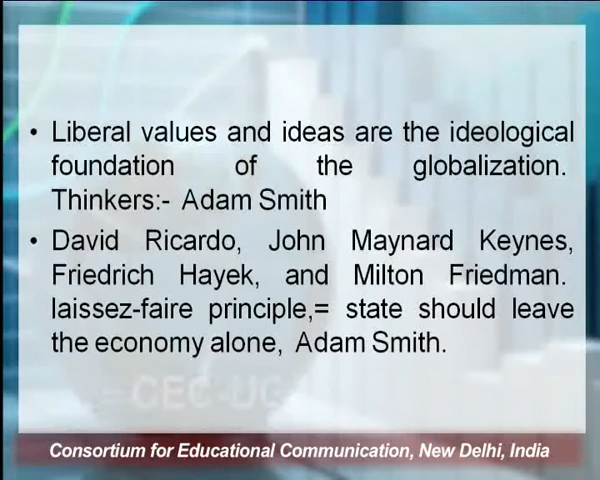 • Liberal values and ideas are the ideological
foundation of the globalization.
Thinkers:- Adam Smith
• David Ricardo, John Maynard Keynes,
Friedrich Hayek, and Milton Friedman.
laissez-faire principle,= state should leave
the economy alone, Adam Smith.
CEC-UG
Consortium for Educational Communication, New Delhi, India